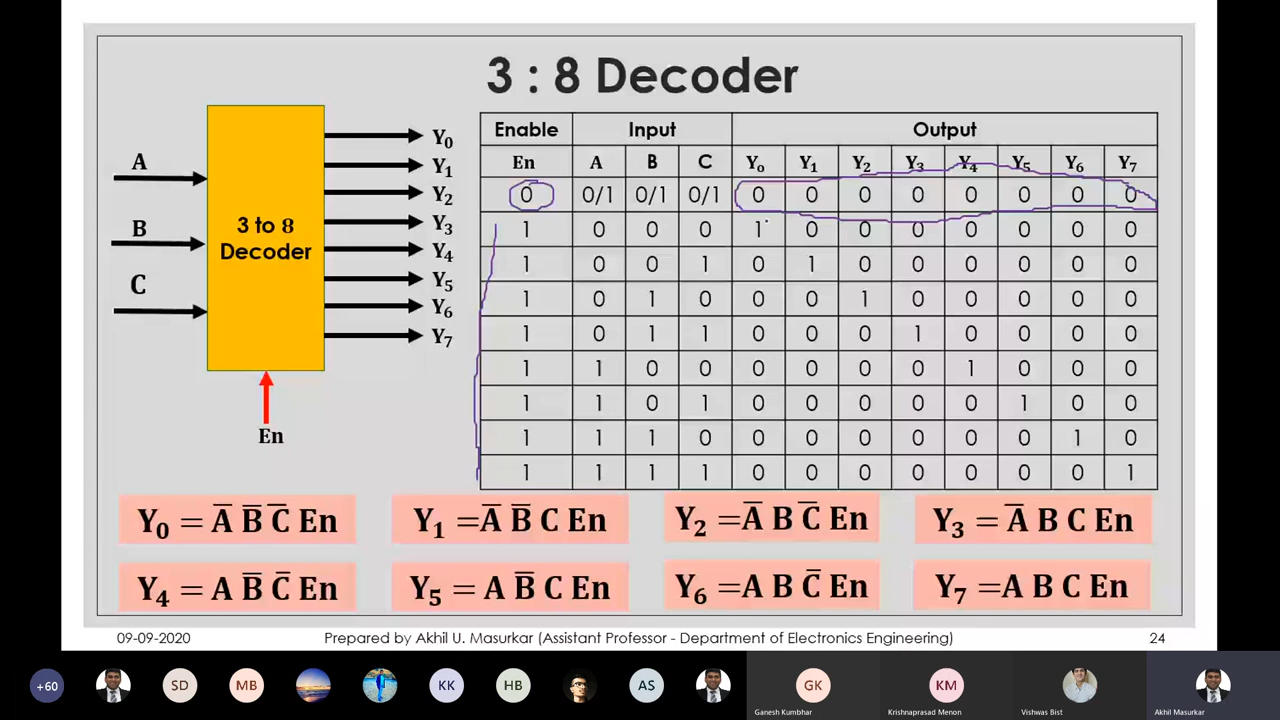 3 : 8 Decoder
A
B
C
3 to 8
Decoder
En
Y₀
Y₁
Y₂
Y₃
Y₄
Y₅
Y₆
Y₇
Enable Input Output
En A B C Y₀ Y₁ Y₂ Y₃ Y₄ Y₅ Y₆ Y₇
0 0/1 0/1 0/1 0 0 0 0 0 0 0 0
1 0 0 0 1 0 0 0 0 0 0 0
1 0 0 1 0 1 0 0 0 0 0 0
1 0 1 0 0 0 1 0 0 0 0 0
1 0 1 1 0 0 0 1 0 0 0 0
1 1 0 0 0 0 0 0 1 0 0 0
1 1 0 1 0 0 0 0 0 1 0 0
1 1 1 0 0 0 0 0 0 0 1 0
1 1 1 1 0 0 0 0 0 0 0 1
Y₀ = A̅ B̅ C̅ En
Y₁ =A̅ B̅ C En
Y₂ =A̅ B C̅ En
Y₃ = A̅ B C En
Y₄ = A B̅ C̅ En
Y₅ = A B̅ C En
Y₆ =A B C̅ En
Y₇ =A B C En
09-09-2020 Prepared by Akhil U. Masurkar (Assistant Professor - Department of Electronics Engineering) 24
+60 SD MB KK HB AS GK KM
Ganesh Kumbhar Krishnaprasad Menon Vishwas Bist Akhil Masurkar